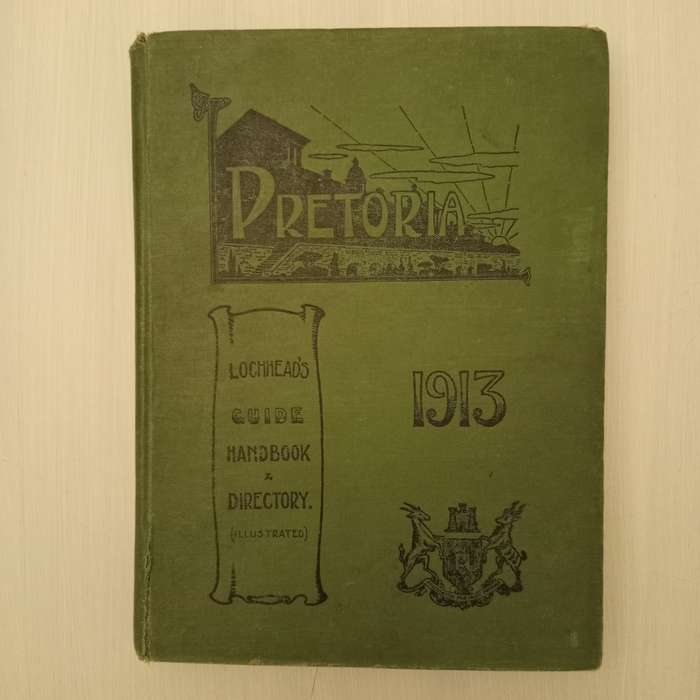 PRETORIA
LOCHHEAD'S
GUIDE
HANDBOOK
&
DIRECTORY.
(ILLUSTRATED)
1913